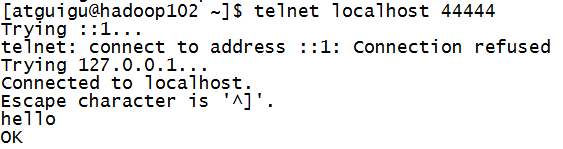 [atguigu@hadoop102 ~]$ telnet localhost 44444
Trying ::1...
telnet: connect to address ::1: Connection refused
Trying 127.0.0.1...
Connected to localhost.
Escape character is '^]'.
hello
OK